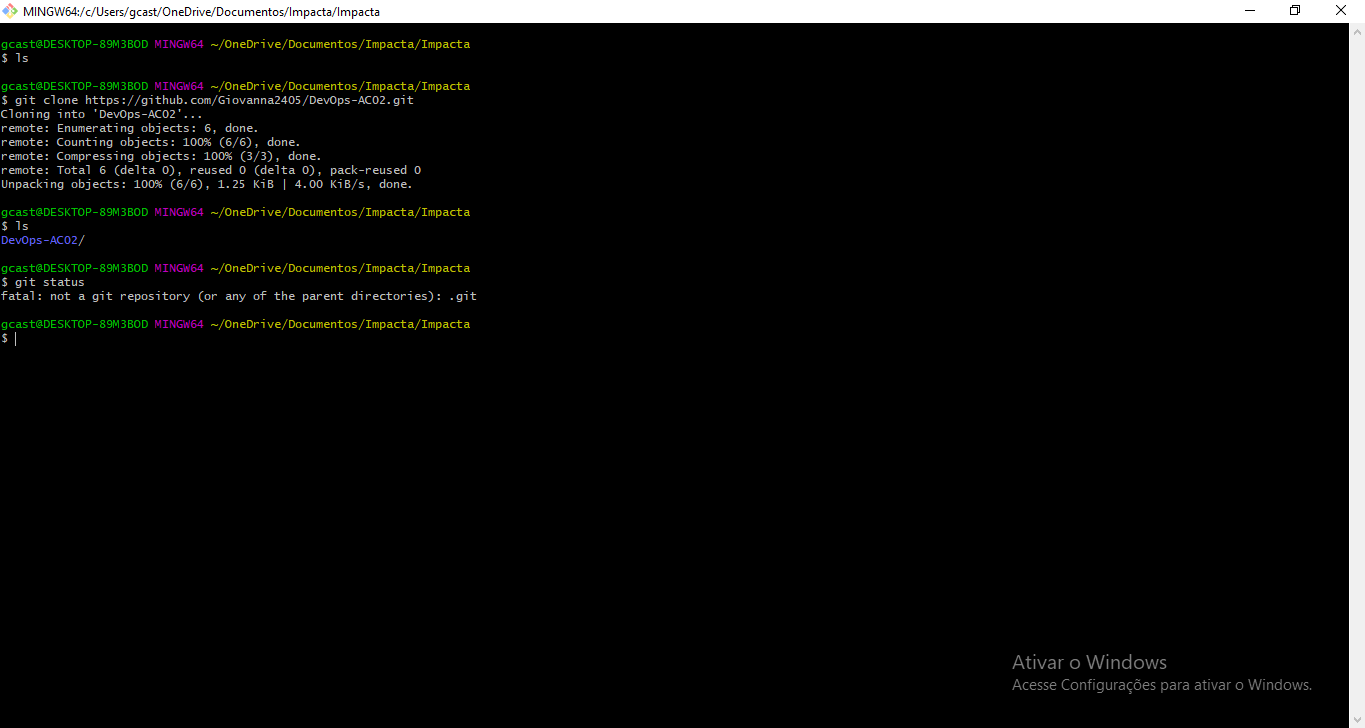 MINGW64:/c/Users/gcast/OneDrive/Documentos/Impacta/Impacta
gcast@DESKTOP-89M3BOD MINGW64 ~/OneDrive/Documentos/Impacta/Impacta
$ ls
gcast@DESKTOP-89M3BOD MINGW64 ~/OneDrive/Documentos/Impacta/Impacta
$ git clone https://github.com/Giovanna2405/DevOps-AC02.git
Cloning into 'DevOps-AC02'...
remote: Enumerating objects: 6, done.
remote: Counting objects: 100% (6/6), done.
remote: Compressing objects: 100% (3/3), done.
remote: Total 6 (delta 0), reused 0 (delta 0), pack-reused 0
Unpacking objects: 100% (6/6), 1.25 KiB | 4.00 KiB/s, done.
gcast@DESKTOP-89M3BOD MINGW64 ~/OneDrive/Documentos/Impacta/Impacta
$ ls
DevOps-AC02/
gcast@DESKTOP-89M3BOD MINGW64 ~/OneDrive/Documentos/Impacta/Impacta
$ git status
fatal: not a git repository (or any of the parent directories): .git
gcast@DESKTOP-89M3BOD MINGW64 ~/OneDrive/Documentos/Impacta/Impacta
$
Ativar o Windows
Acesse Configurações para ativar o Windows.